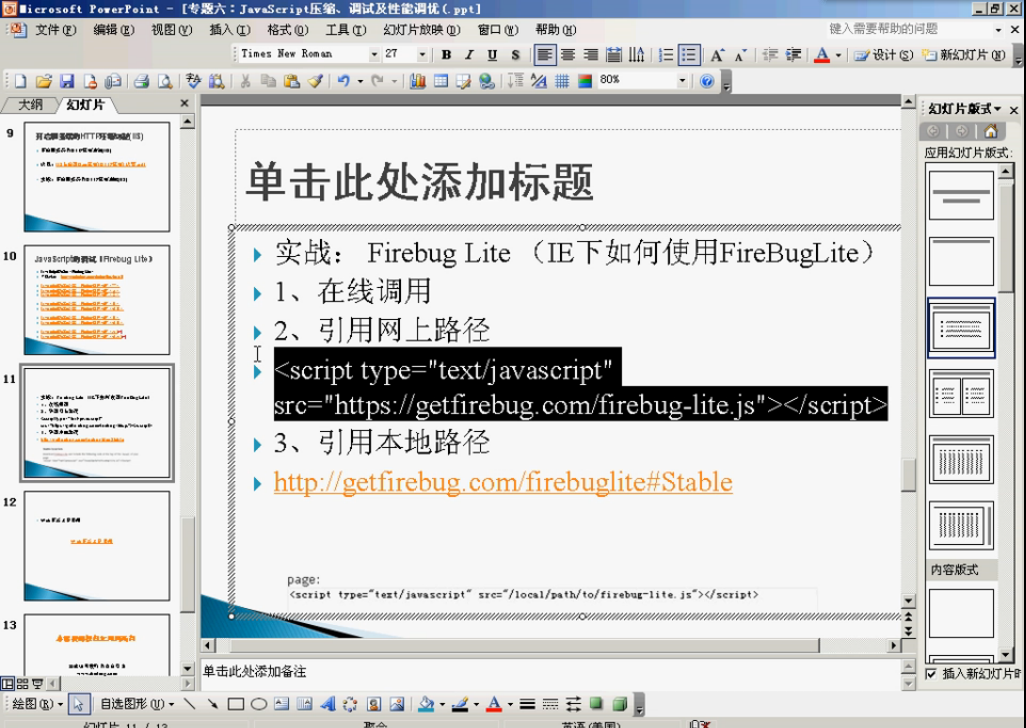 Microsoft PowerPoint - [专题六：JavaScript压缩、调试及性能调优(.ppt]
文件(F) 编辑(E) 视图(V) 插入(I) 格式(O) 工具(T) 幻灯片放映(D) 窗口(W) 帮助(H) 键入需要帮助的问题
Times New Roman 27 B I U S 设计(S) 新幻灯片(N)
80%
大纲 幻灯片
幻灯片版式
应用幻灯片版式:
9
10
JavaScript的调试（Firebug Lite）
11
12
13
单击此处添加标题
实战： Firebug Lite （IE下如何使用FireBugLite）
1、在线调用
2、引用网上路径
<script type="text/javascript"
src="https://getfirebug.com/firebug-lite.js"></script>
3、引用本地路径
http://getfirebug.com/firebuglite#Stable
page:
<script type="text/javascript" src="/local/path/to/firebug-lite.js"></script>
内容版式
单击此处添加备注
插入新幻灯片时
绘图(R) 自选图形(U)
幻灯片 11 / 13 聚合 英语(美国)